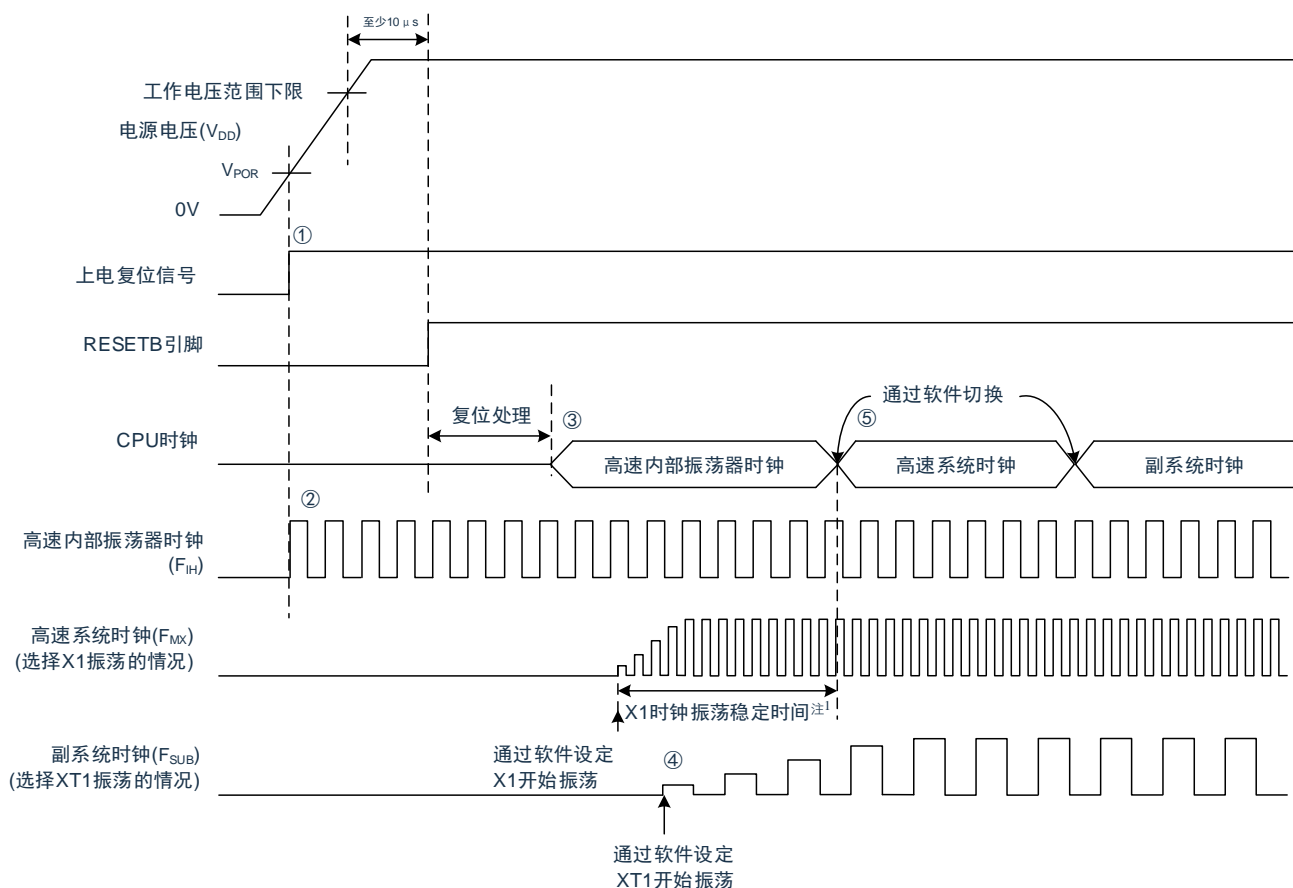 至少10μs
工作电压范围下限
电源电压(VDD)
VPOR
0V
①
上电复位信号
RESETB引脚
复位处理
③
通过软件切换
⑤
CPU时钟
高速内部振荡器时钟
高速系统时钟
副系统时钟
②
高速内部振荡器时钟
(FIH)
高速系统时钟(FMX)
(选择X1振荡的情况)
X1时钟振荡稳定时间注1
副系统时钟(FSUB)
(选择XT1振荡的情况)
通过软件设定
X1开始振荡
④
通过软件设定
XT1开始振荡